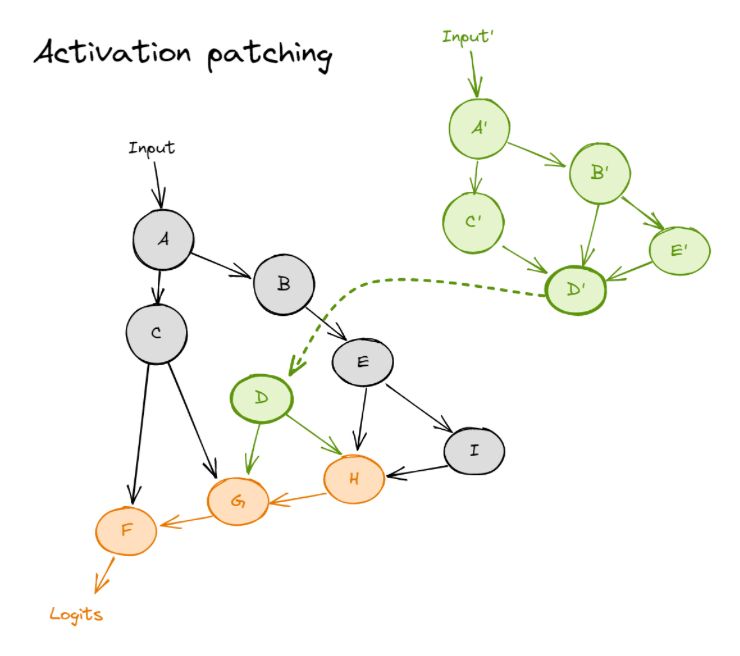 Activation patching
Input'
A'
B'
C'
E'
D'
Input
A
B
C
E
D
I
H
G
F
Logits